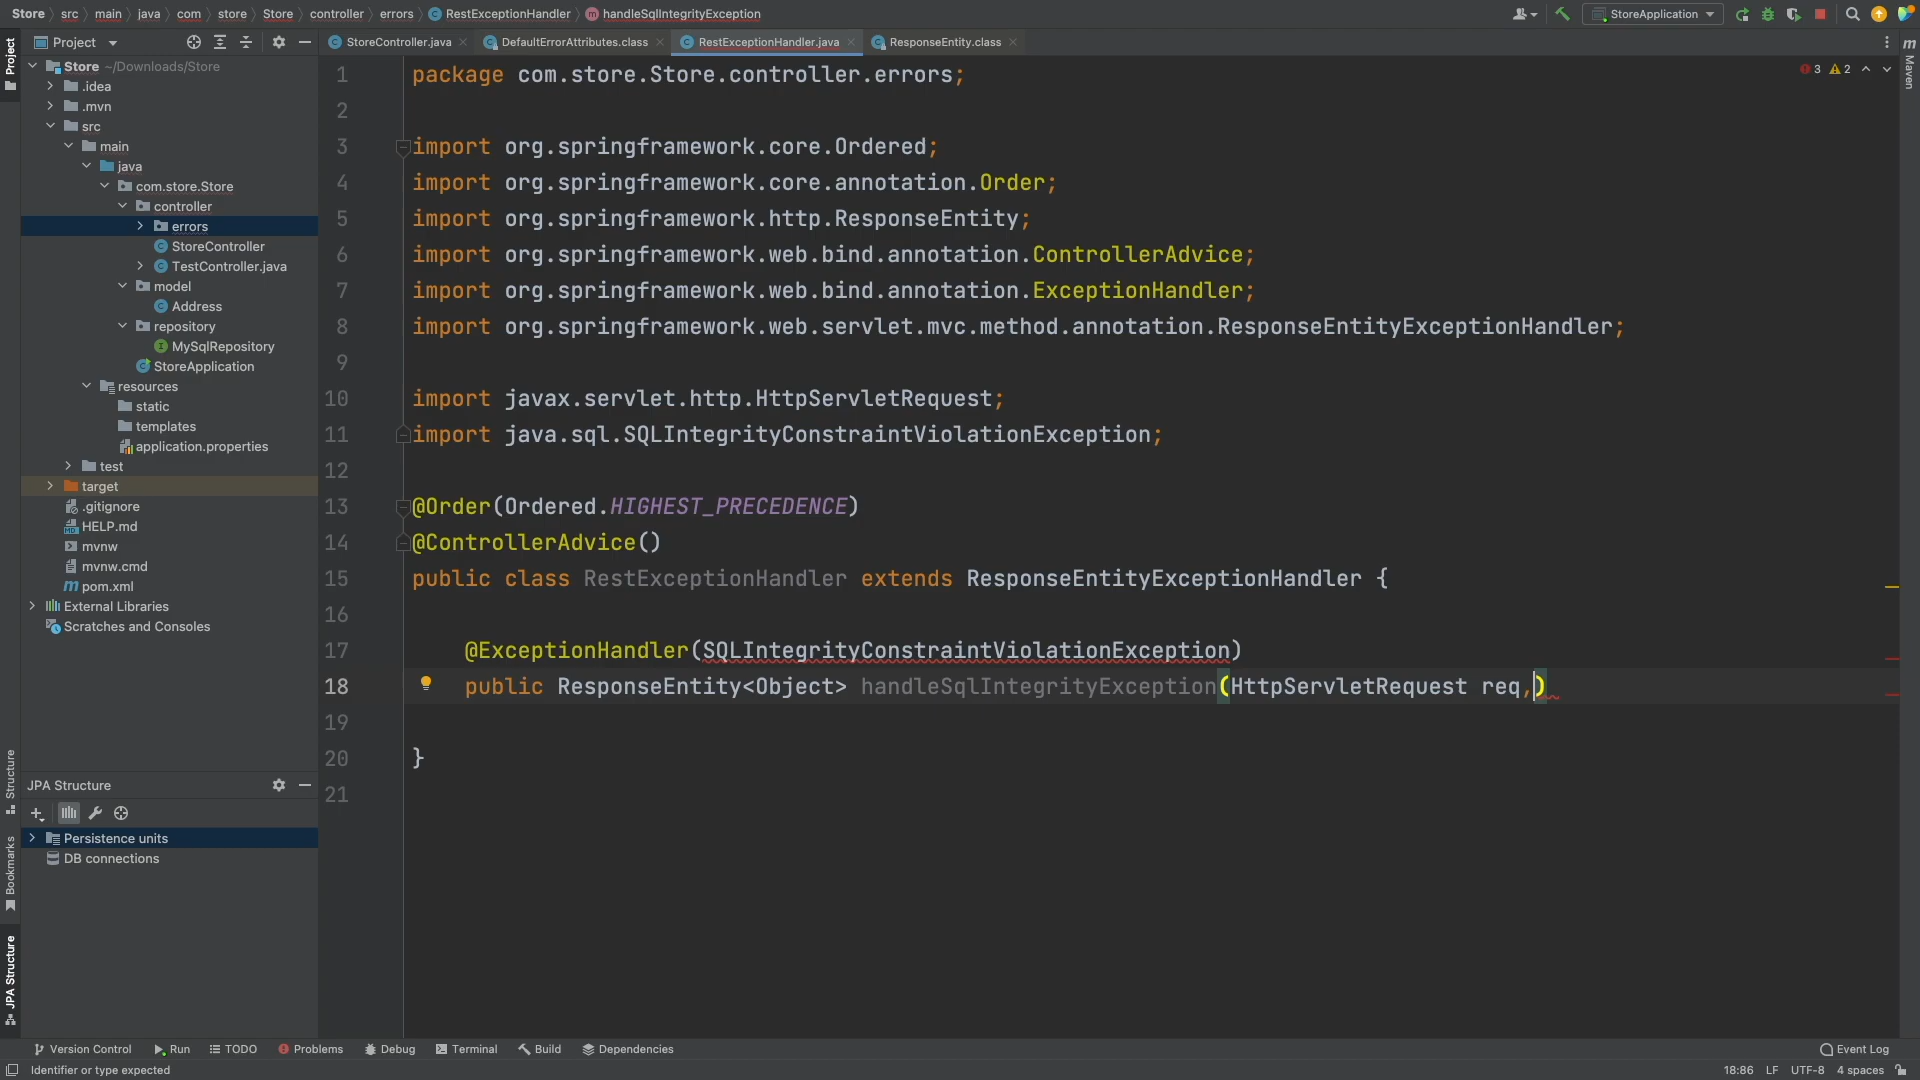 Store src main java com store Store controller errors RestExceptionHandler handleSqlIntegrityException
StoreApplication
Project
StoreController.java DefaultErrorAttributes.class RestExceptionHandler.java ResponseEntity.class
Project
Maven
Store ~/Downloads/Store
.idea
.mvn
src
main
java
com.store.Store
controller
errors
StoreController
TestController.java
model
Address
repository
MySqlRepository
StoreApplication
resources
static
templates
application.properties
test
target
.gitignore
HELP.md
mvnw
mvnw.cmd
pom.xml
External Libraries
Scratches and Consoles
JPA Structure
Persistence units
DB connections
Structure
Bookmarks
JPA Structure
3 2
1 package com.store.Store.controller.errors;
2
3 import org.springframework.core.Ordered;
4 import org.springframework.core.annotation.Order;
5 import org.springframework.http.ResponseEntity;
6 import org.springframework.web.bind.annotation.ControllerAdvice;
7 import org.springframework.web.bind.annotation.ExceptionHandler;
8 import org.springframework.web.servlet.mvc.method.annotation.ResponseEntityExceptionHandler;
9
10 import javax.servlet.http.HttpServletRequest;
11 import java.sql.SQLIntegrityConstraintViolationException;
12
13 @Order(Ordered.HIGHEST_PRECEDENCE)
14 @ControllerAdvice()
15 public class RestExceptionHandler extends ResponseEntityExceptionHandler {
16
17 @ExceptionHandler(SQLIntegrityConstraintViolationException)
18 public ResponseEntity<Object> handleSqlIntegrityException(HttpServletRequest req,)
19
20 }
21
Version Control Run TODO Problems Debug Terminal Build Dependencies Event Log
Identifier or type expected 18:86 LF UTF-8 4 spaces